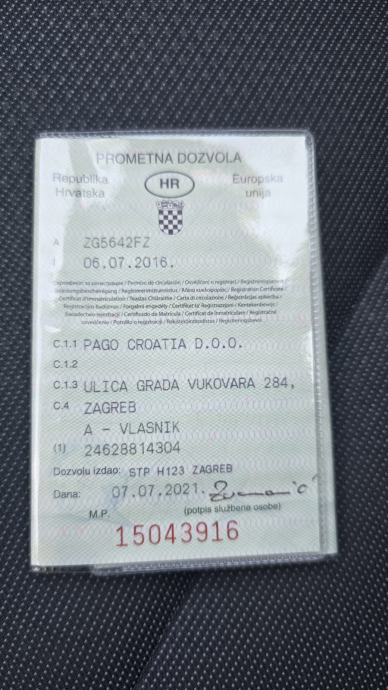 PROMETNA DOZVOLA
Republika Hrvatska
HR
Europska unija
A ZG5642FZ
I 06.07.2016.
C.1.1 PAGO CROATIA D.O.O.
C.1.2
C.1.3 ULICA GRADA VUKOVARA 284,
C.4 ZAGREB
A - VLASNIK
(1) 24628814304
Dozvolu izdao: STP H123 ZAGREB
Dana: 07.07.2021.
M.P. (potpis službene osobe)
15043916